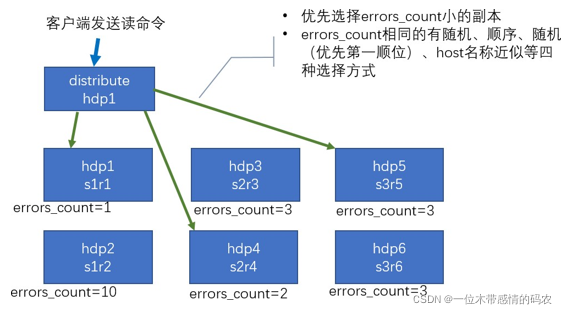 客户端发送读命令
• 优先选择errors_count小的副本
• errors_count相同的有随机、顺序、随机
（优先第一顺位）、host名称近似等四
种选择方式
distribute
hdp1
hdp1
s1r1
errors_count=1
hdp3
s2r3
errors_count=3
hdp5
s3r5
errors_count=3
hdp2
s1r2
errors_count=10
hdp4
s2r4
errors_count=2
hdp6
s3r6
errors_count=3
CSDN @一位木带感情的码农